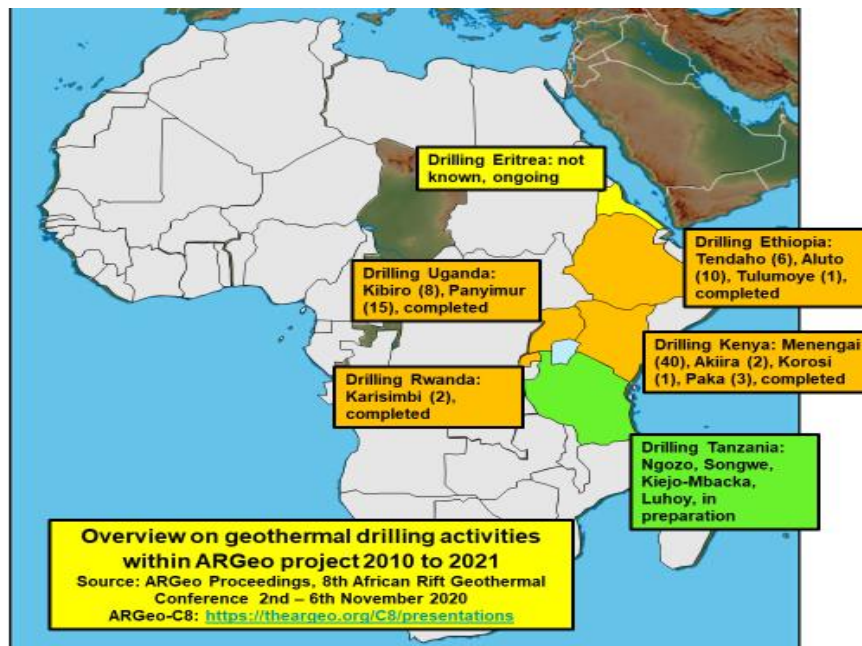 Drilling Eritrea: not
known, ongoing
Drilling Ethiopia:
Tendaho (6), Aluto
(10), Tulumoye (1),
completed
Drilling Uganda:
Kibiro (8), Panyimur
(15), completed
Drilling Kenya: Menengai
(40), Akiira (2), Korosi
(1), Paka (3), completed
Drilling Rwanda:
Karisimbi (2),
completed
Drilling Tanzania:
Ngozo, Songwe,
Kiejo-Mbacka,
Luhoy, in
preparation
Overview on geothermal drilling activities
within ARGeo project 2010 to 2021
Source: ARGeo Proceedings, 8th African Rift Geothermal
Conference 2nd – 6th November 2020
ARGeo-C8: https://theargeo.org/C8/presentations